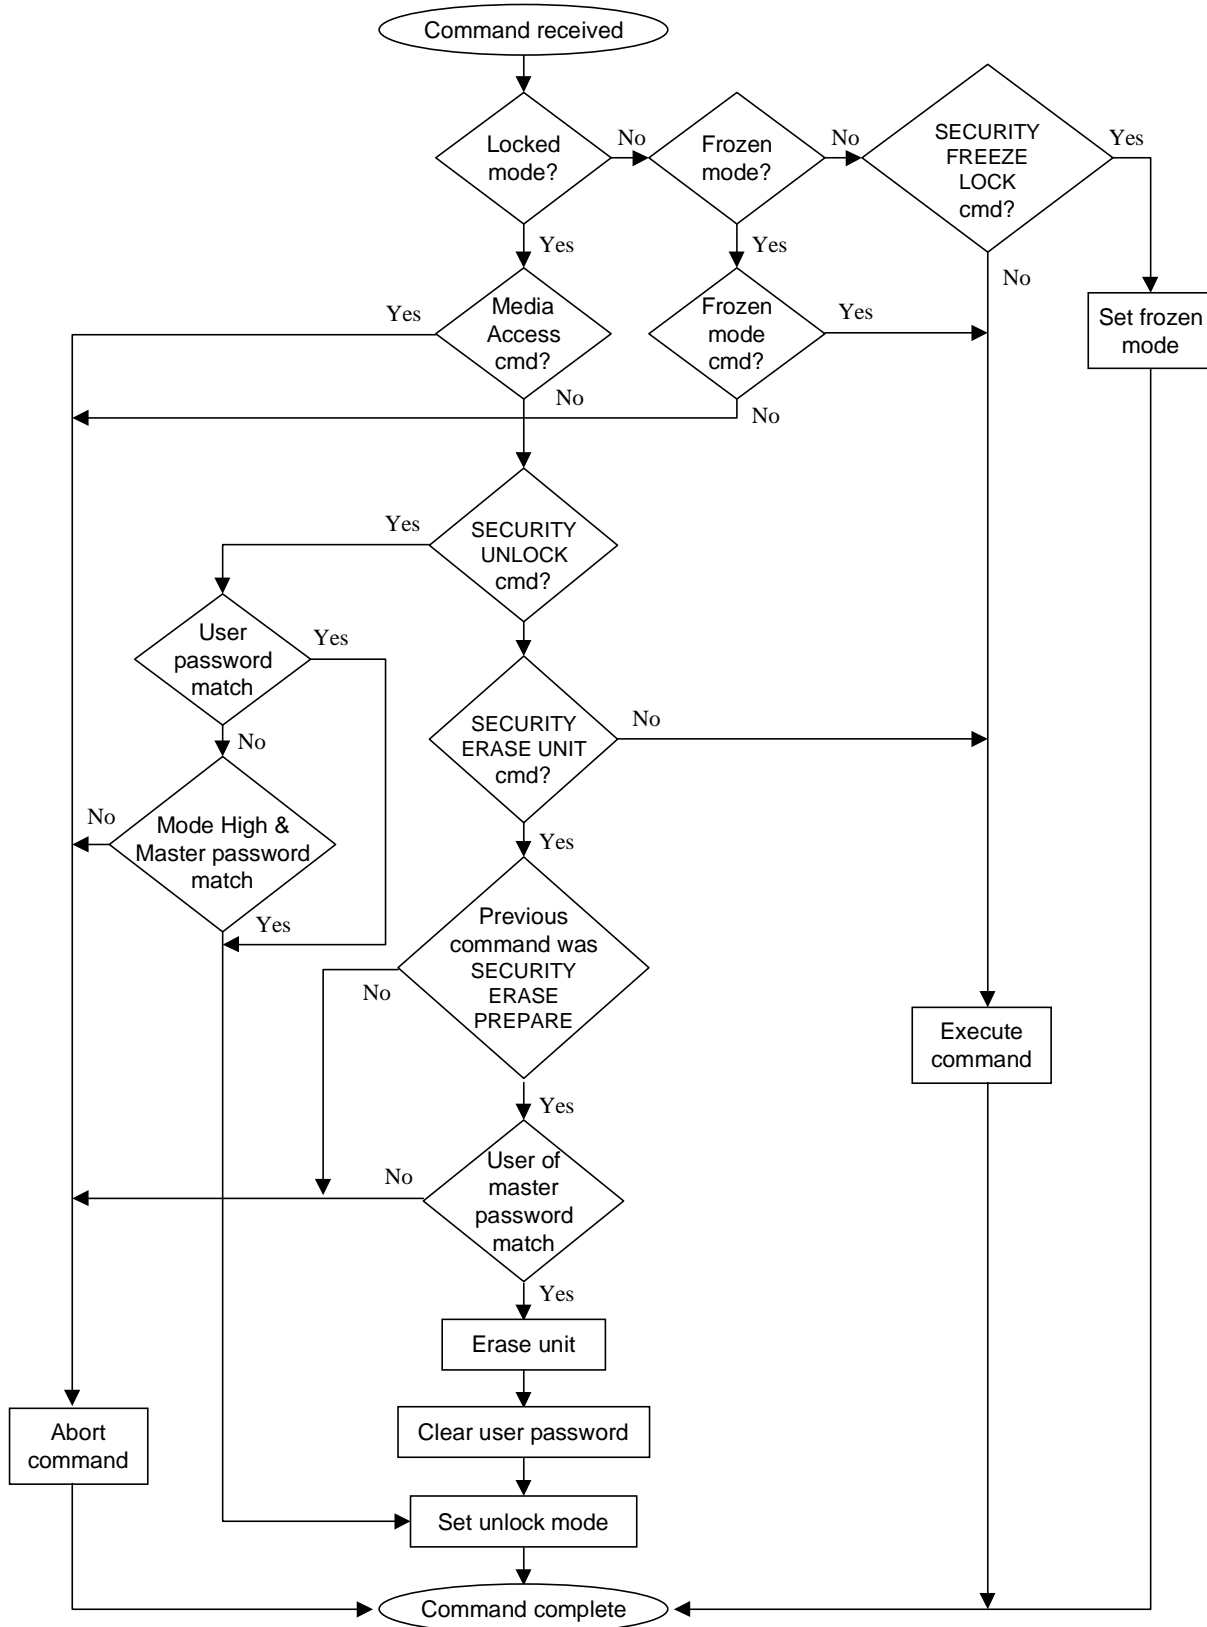 Command received
Locked
mode?
No
Frozen
mode?
No
SECURITY
FREEZE
LOCK
cmd?
Yes
Yes
Yes
No
Yes
Media
Access
cmd?
Frozen
mode
cmd?
Yes
Set frozen
mode
No
No
Yes
SECURITY
UNLOCK
cmd?
User
password
match
Yes
No
SECURITY
ERASE UNIT
cmd?
No
No
Mode High &
Master password
match
Yes
Yes
Previous
command was
SECURITY
ERASE
PREPARE
No
Execute
command
Yes
No
User of
master
password
match
Yes
Erase unit
Abort
command
Clear user password
Set unlock mode
Command complete